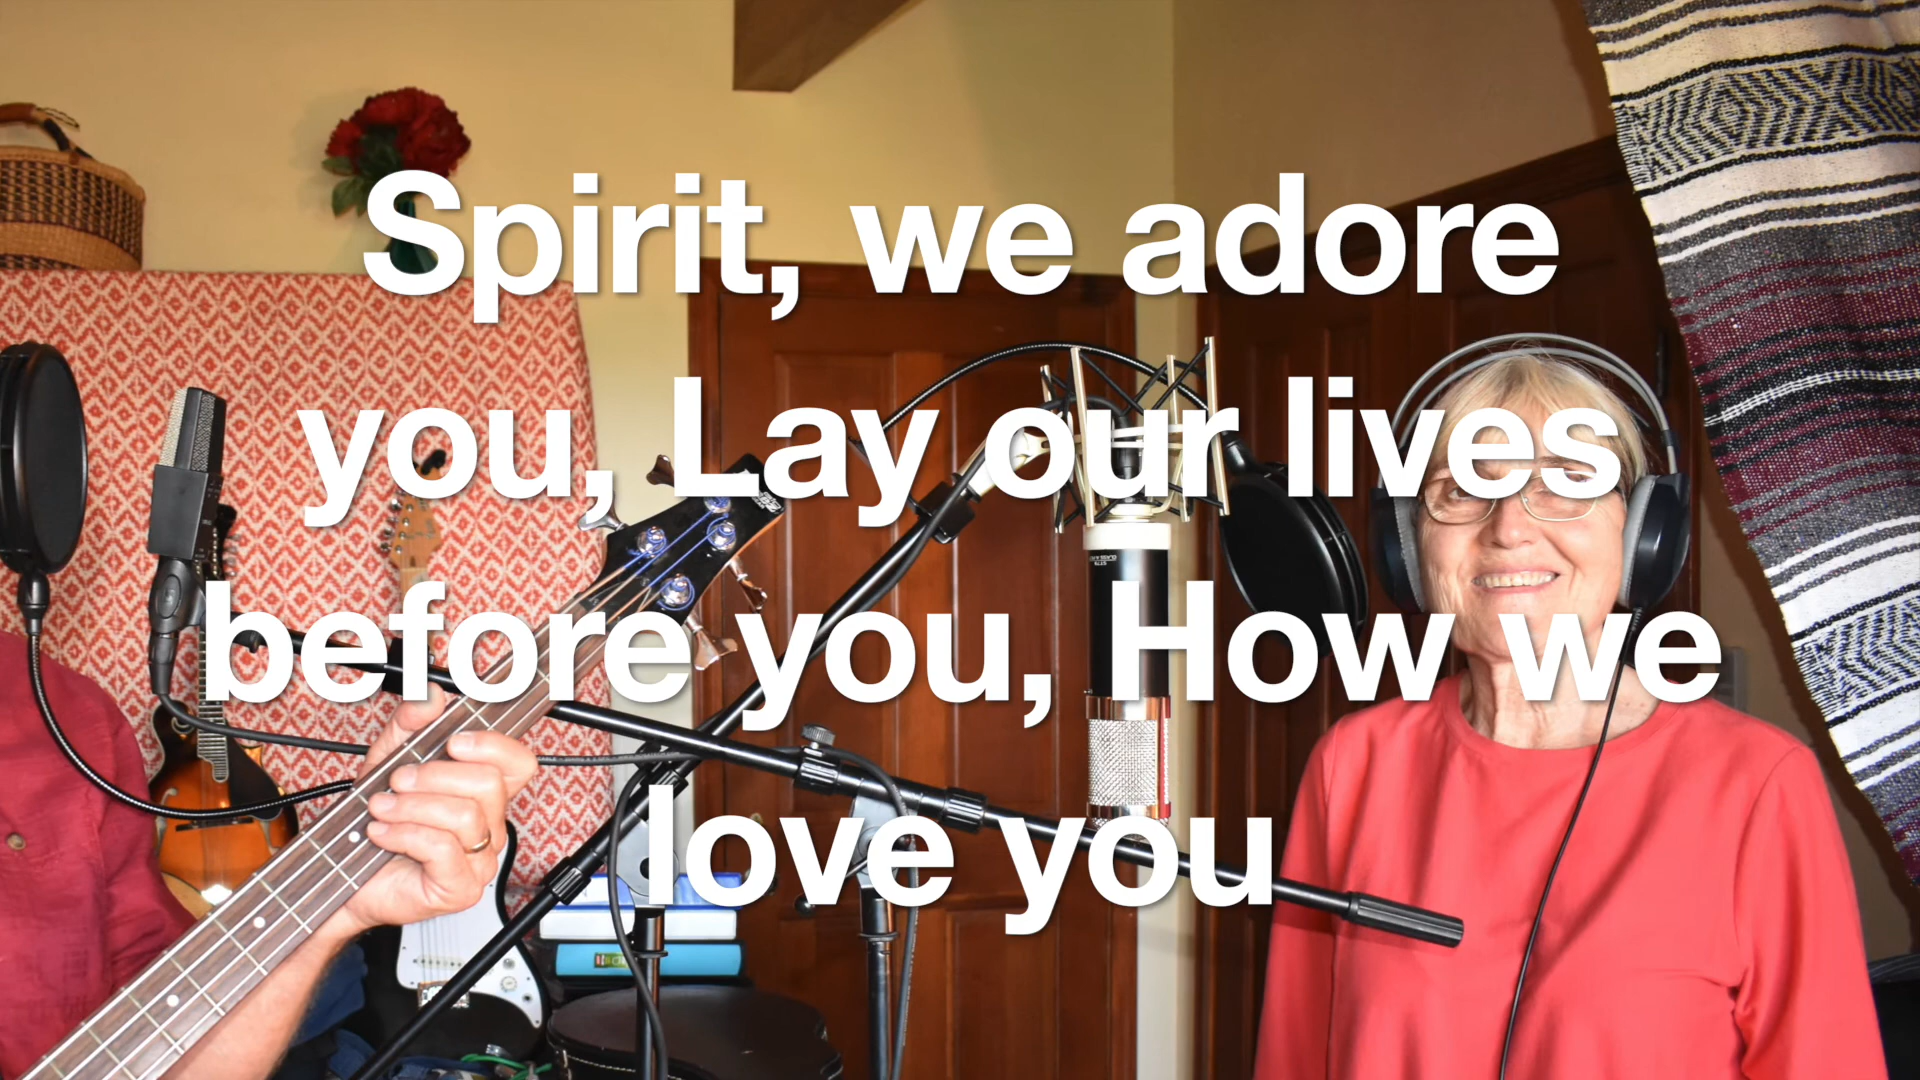 Spirit, we adore
you, Lay our lives
before you, How we
love you